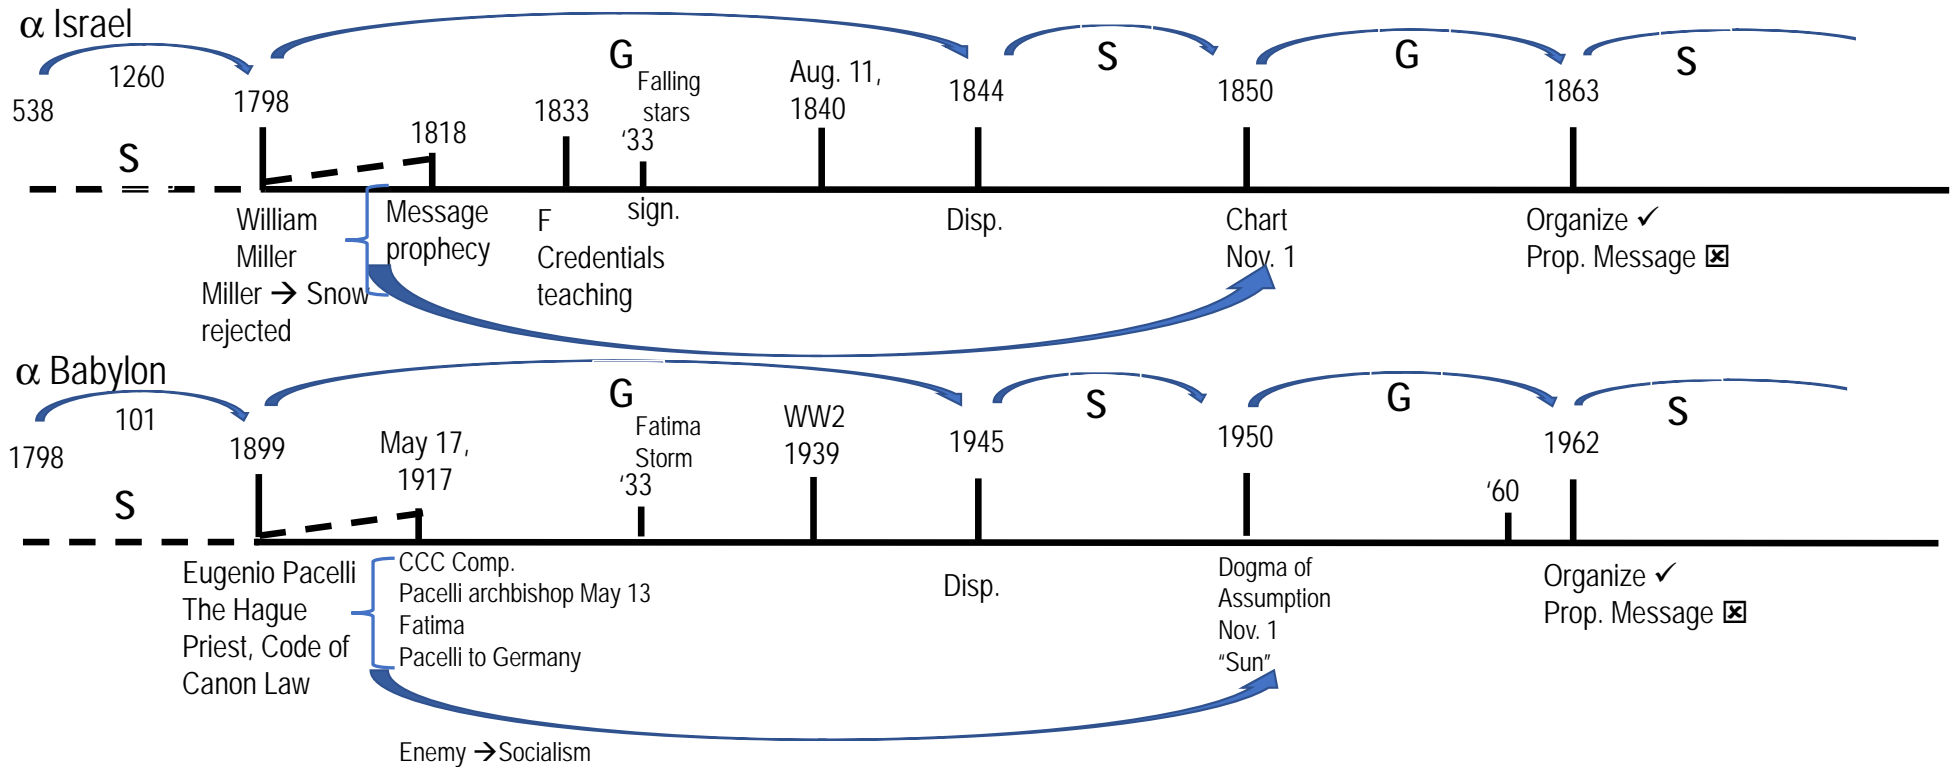 α Israel
G
S
G
S
1260
Falling
stars
Aug. 11,
1840
538
1798
1818
1833
‘33
1844
1850
1863
S
William
Miller
Miller → Snow
rejected
Message
prophecy
F
Credentials
teaching
sign.
Disp.
Chart
Nov. 1
Organize ✓
Prop. Message ☒
α Babylon
G
S
G
S
101
Fatima
Storm
WW2
1939
1798
1899
May 17,
1917
‘33
1945
1950
‘60
1962
S
Eugenio Pacelli
The Hague
Priest, Code of
Canon Law
CCC Comp.
Pacelli archbishop May 13
Fatima
Pacelli to Germany
Disp.
Dogma of
Assumption
Nov. 1
“Sun”
Organize ✓
Prop. Message ☒
Enemy →Socialism